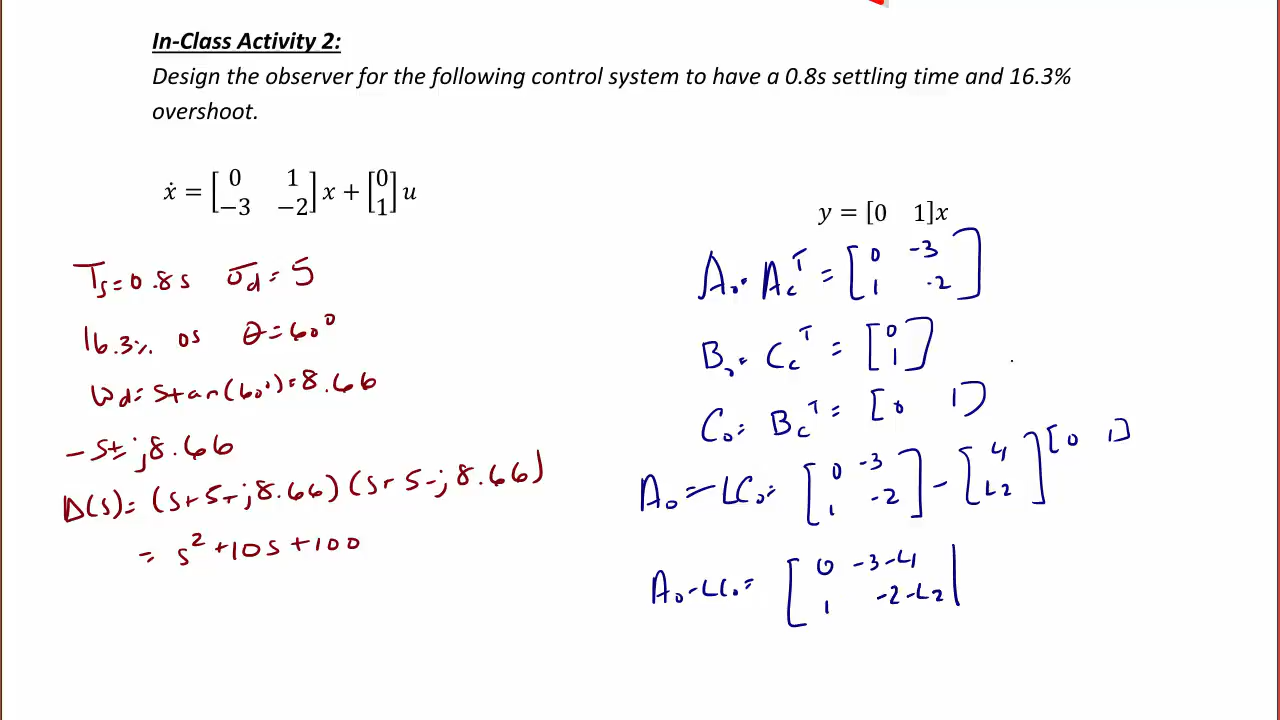 In-Class Activity 2:
Design the observer for the following control system to have a 0.8s settling time and 16.3%
overshoot.
ẋ = [0 1; −3 −2] x + [0; 1] u
y = [0 1]x
Ts=0.8s σd=5
16.3% os θ=60°
Wd=5tan(60°)=8.66
-5±j8.66
Δ(s)=(s+5+j8.66)(s+5-j8.66)
= s²+10s+100
Ao= Ac^T = [0 -3; 1 -2]
Bo= Cc^T = [0; 1]
Co= Bc^T = [0 1]
Ao-LCo= [0 -3; 1 -2] - [L1; L2][0 1]
Ao-LCo= [0 -3-L1; 1 -2-L2]